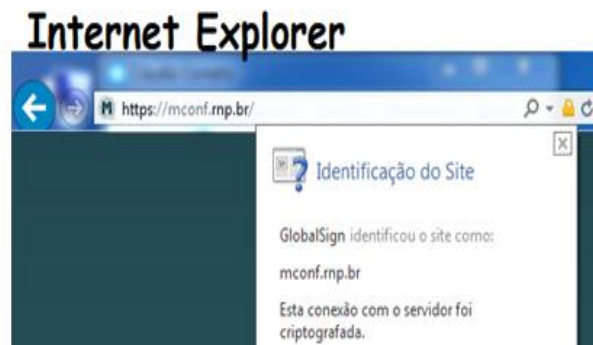 Internet Explorer
M https://mconf.rnp.br/
Identificação do Site
GlobalSign identificou o site como:
mconf.rnp.br
Esta conexão com o servidor foi
criptografada.